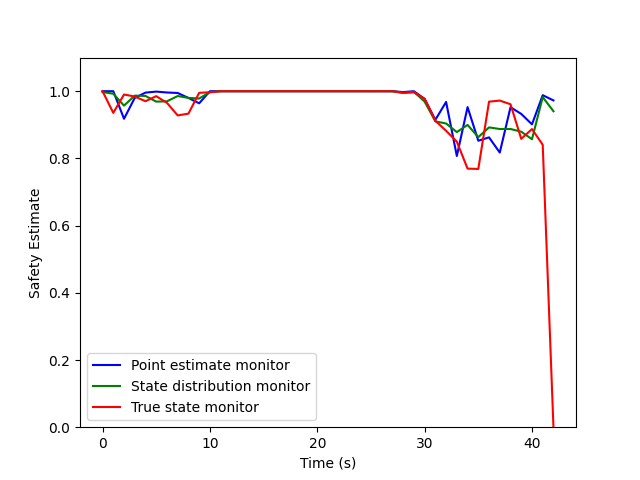 1.0
0.8
0.6
0.4
0.2
0.0
Safety Estimate
Point estimate monitor
State distribution monitor
True state monitor
0 10 20 30 40
Time (s)